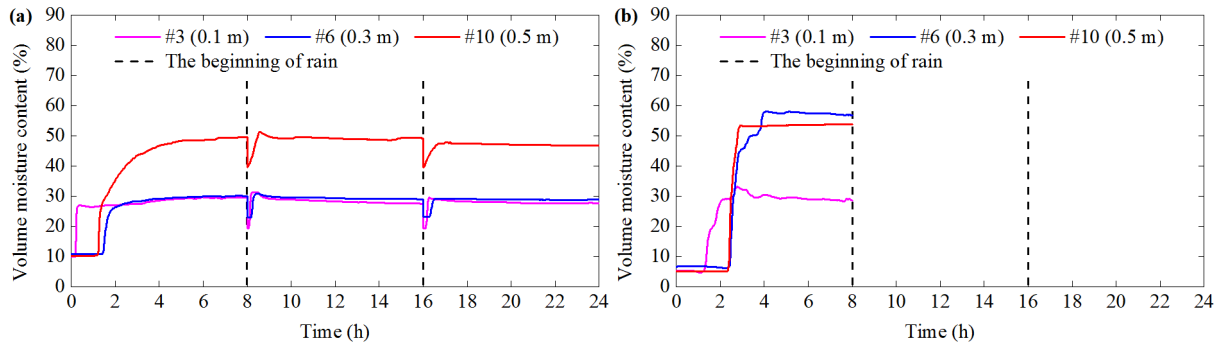 (a)
Volume moisture content (%)
90
80
70
60
50
40
30
20
10
0
#3 (0.1 m) #6 (0.3 m) #10 (0.5 m)
The beginning of rain
0 2 4 6 8 10 12 14 16 18 20 22 24
Time (h)
(b)
Volume moisture content (%)
90
80
70
60
50
40
30
20
10
0
#3 (0.1 m) #6 (0.3 m) #10 (0.5 m)
The beginning of rain
0 2 4 6 8 10 12 14 16 18 20 22 24
Time (h)